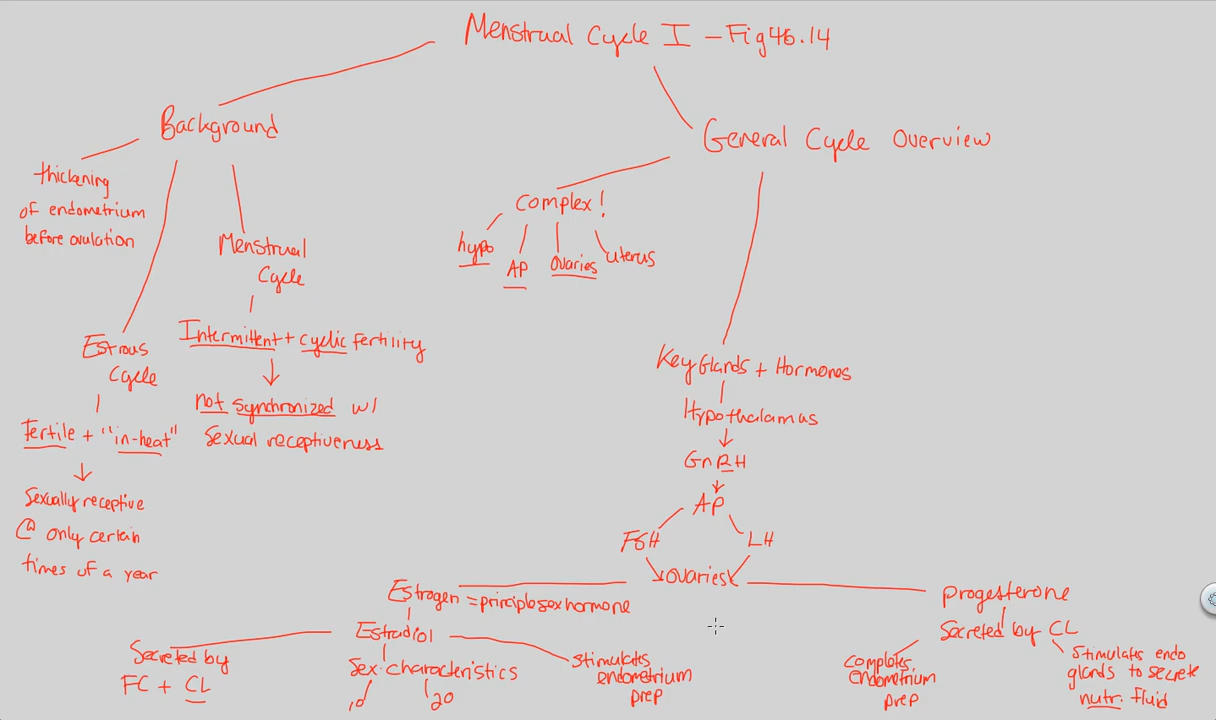 Menstrual Cycle I - Fig 46.14
Background
thickening
of endometrium
before ovulation
Menstrual
Cycle
Intermittent + cyclic fertility
not synchronized w/
Sexual receptiveness
Estrous
Cycle
Fertile + "in-heat"
Sexually receptive
@ only certain
times of a year
General Cycle Overview
Complex!
hypo
AP
Ovaries
uterus
Key Glands + Hormones
Hypothalamus
GnRH
AP
FSH
LH
ovaries
Estrogen = principle sex hormone
Estradiol
Secreted by
FC + CL
Sex characteristics
1°
2°
Stimulates
endometrium
prep
progesterone
Secreted by CL
Completes
endometrium
prep
Stimulates endo
glands to secrete
nutr. fluid